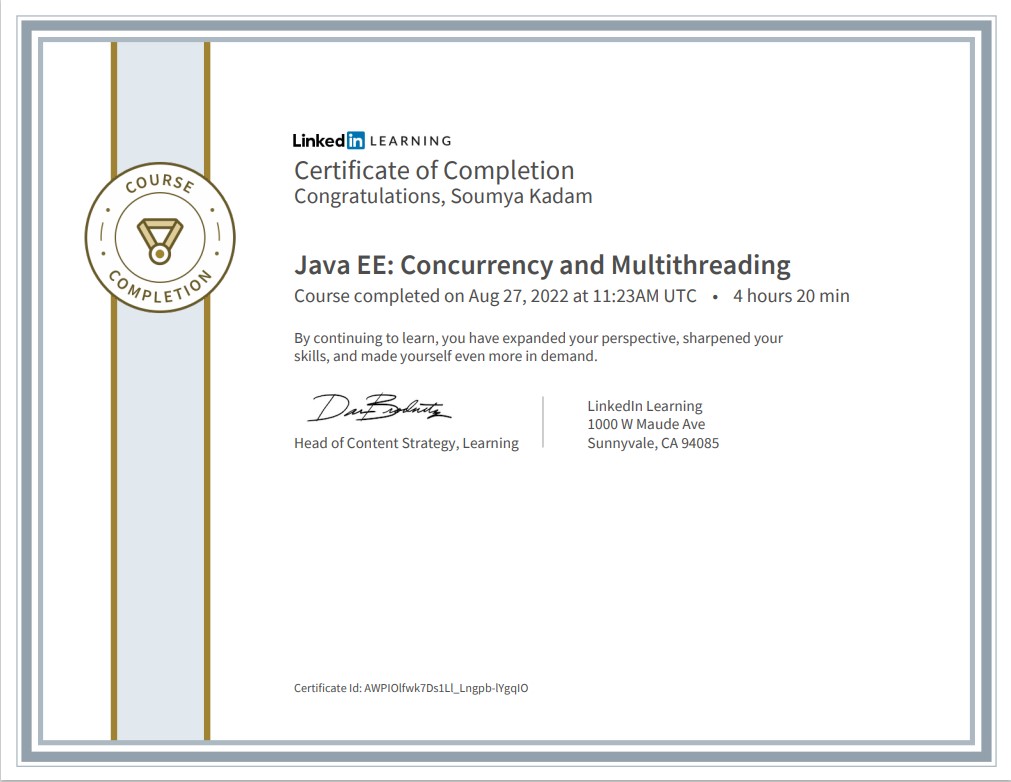 COURSE
COMPLETION
Linked in LEARNING
Certificate of Completion
Congratulations, Soumya Kadam
Java EE: Concurrency and Multithreading
Course completed on Aug 27, 2022 at 11:23AM UTC • 4 hours 20 min
By continuing to learn, you have expanded your perspective, sharpened your
skills, and made yourself even more in demand.
Head of Content Strategy, Learning
LinkedIn Learning
1000 W Maude Ave
Sunnyvale, CA 94085
Certificate Id: AWPIOlfwk7Ds1Ll_Lngpb-lYgqIO